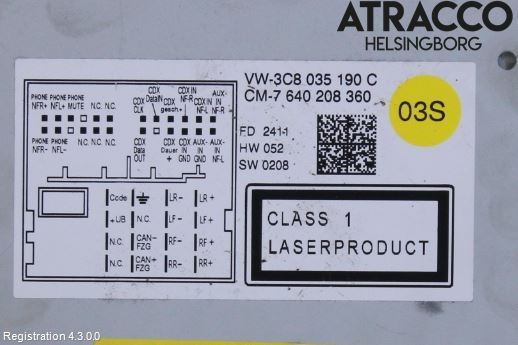 ATRACCO
HELSINGBORG
VW-3C8 035 190 C
CM-7 640 208 360
03S
FD 2411
HW 052
SW 0208
CLASS 1
LASERPRODUCT
CDX DataIN CDX IN NF-R AUX-IN
PHONE NFR+ PHONE NFL+ PHONE MUTE N.C. N.C. CDX CLK CDX gesch+ CDX IN NF-L AUX IN NF-R NF-L
PHONE NFR- PHONE NFL- N.C. N.C. N.C. CDX Data OUT CDX Dauer + CDX IN GND AUX-IN GND AUX-IN GND
Code LR- LR+
+UB N.C. LF- LF+
N.C. CAN- FZG RF- RF+
N.C. CAN+ FZG RR- RR+
Registration 4.3.0.0